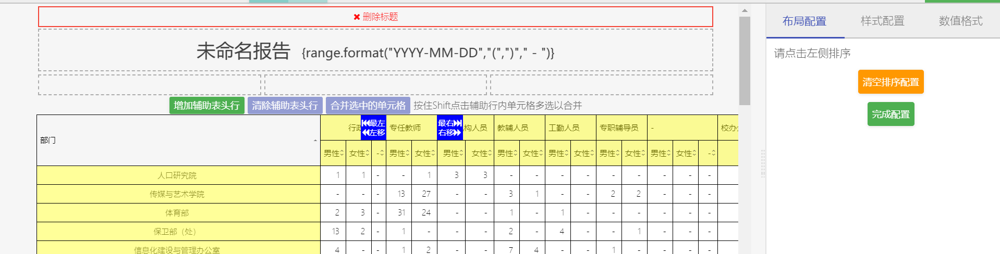 删除标题
布局配置 样式配置 数值格式
未命名报告 {range.format("YYYY-MM-DD","(",")"," - ")}
请点击左侧排序
清空排序配置
增加辅助表头行 清除辅助表头行 合并选中的单元格 按住Shift点击辅助行内单元格多选以合并
完成配置
部门 行政 最左 左移 专任教师 最右 右移 构人员 教辅人员 工勤人员 专职辅导员 - 校办
男性 女性 - 男性 女性 男性 女性 男性 女性 男性 女性 男性 女性 男性 女性 -
人口研究院 1 1 - - 1 3 3 - - - - - - - - -
传媒与艺术学院 - - - 13 27 - - 3 1 - - 2 2 - - -
体育部 2 3 - 31 24 - - 1 - 1 - - - - - -
保卫部（处） 13 2 - 1 - - - 2 - 4 - - 1 - - -
信息化建设与管理办公室 4 - - 1 2 - - 7 4 - - 1 - - - -